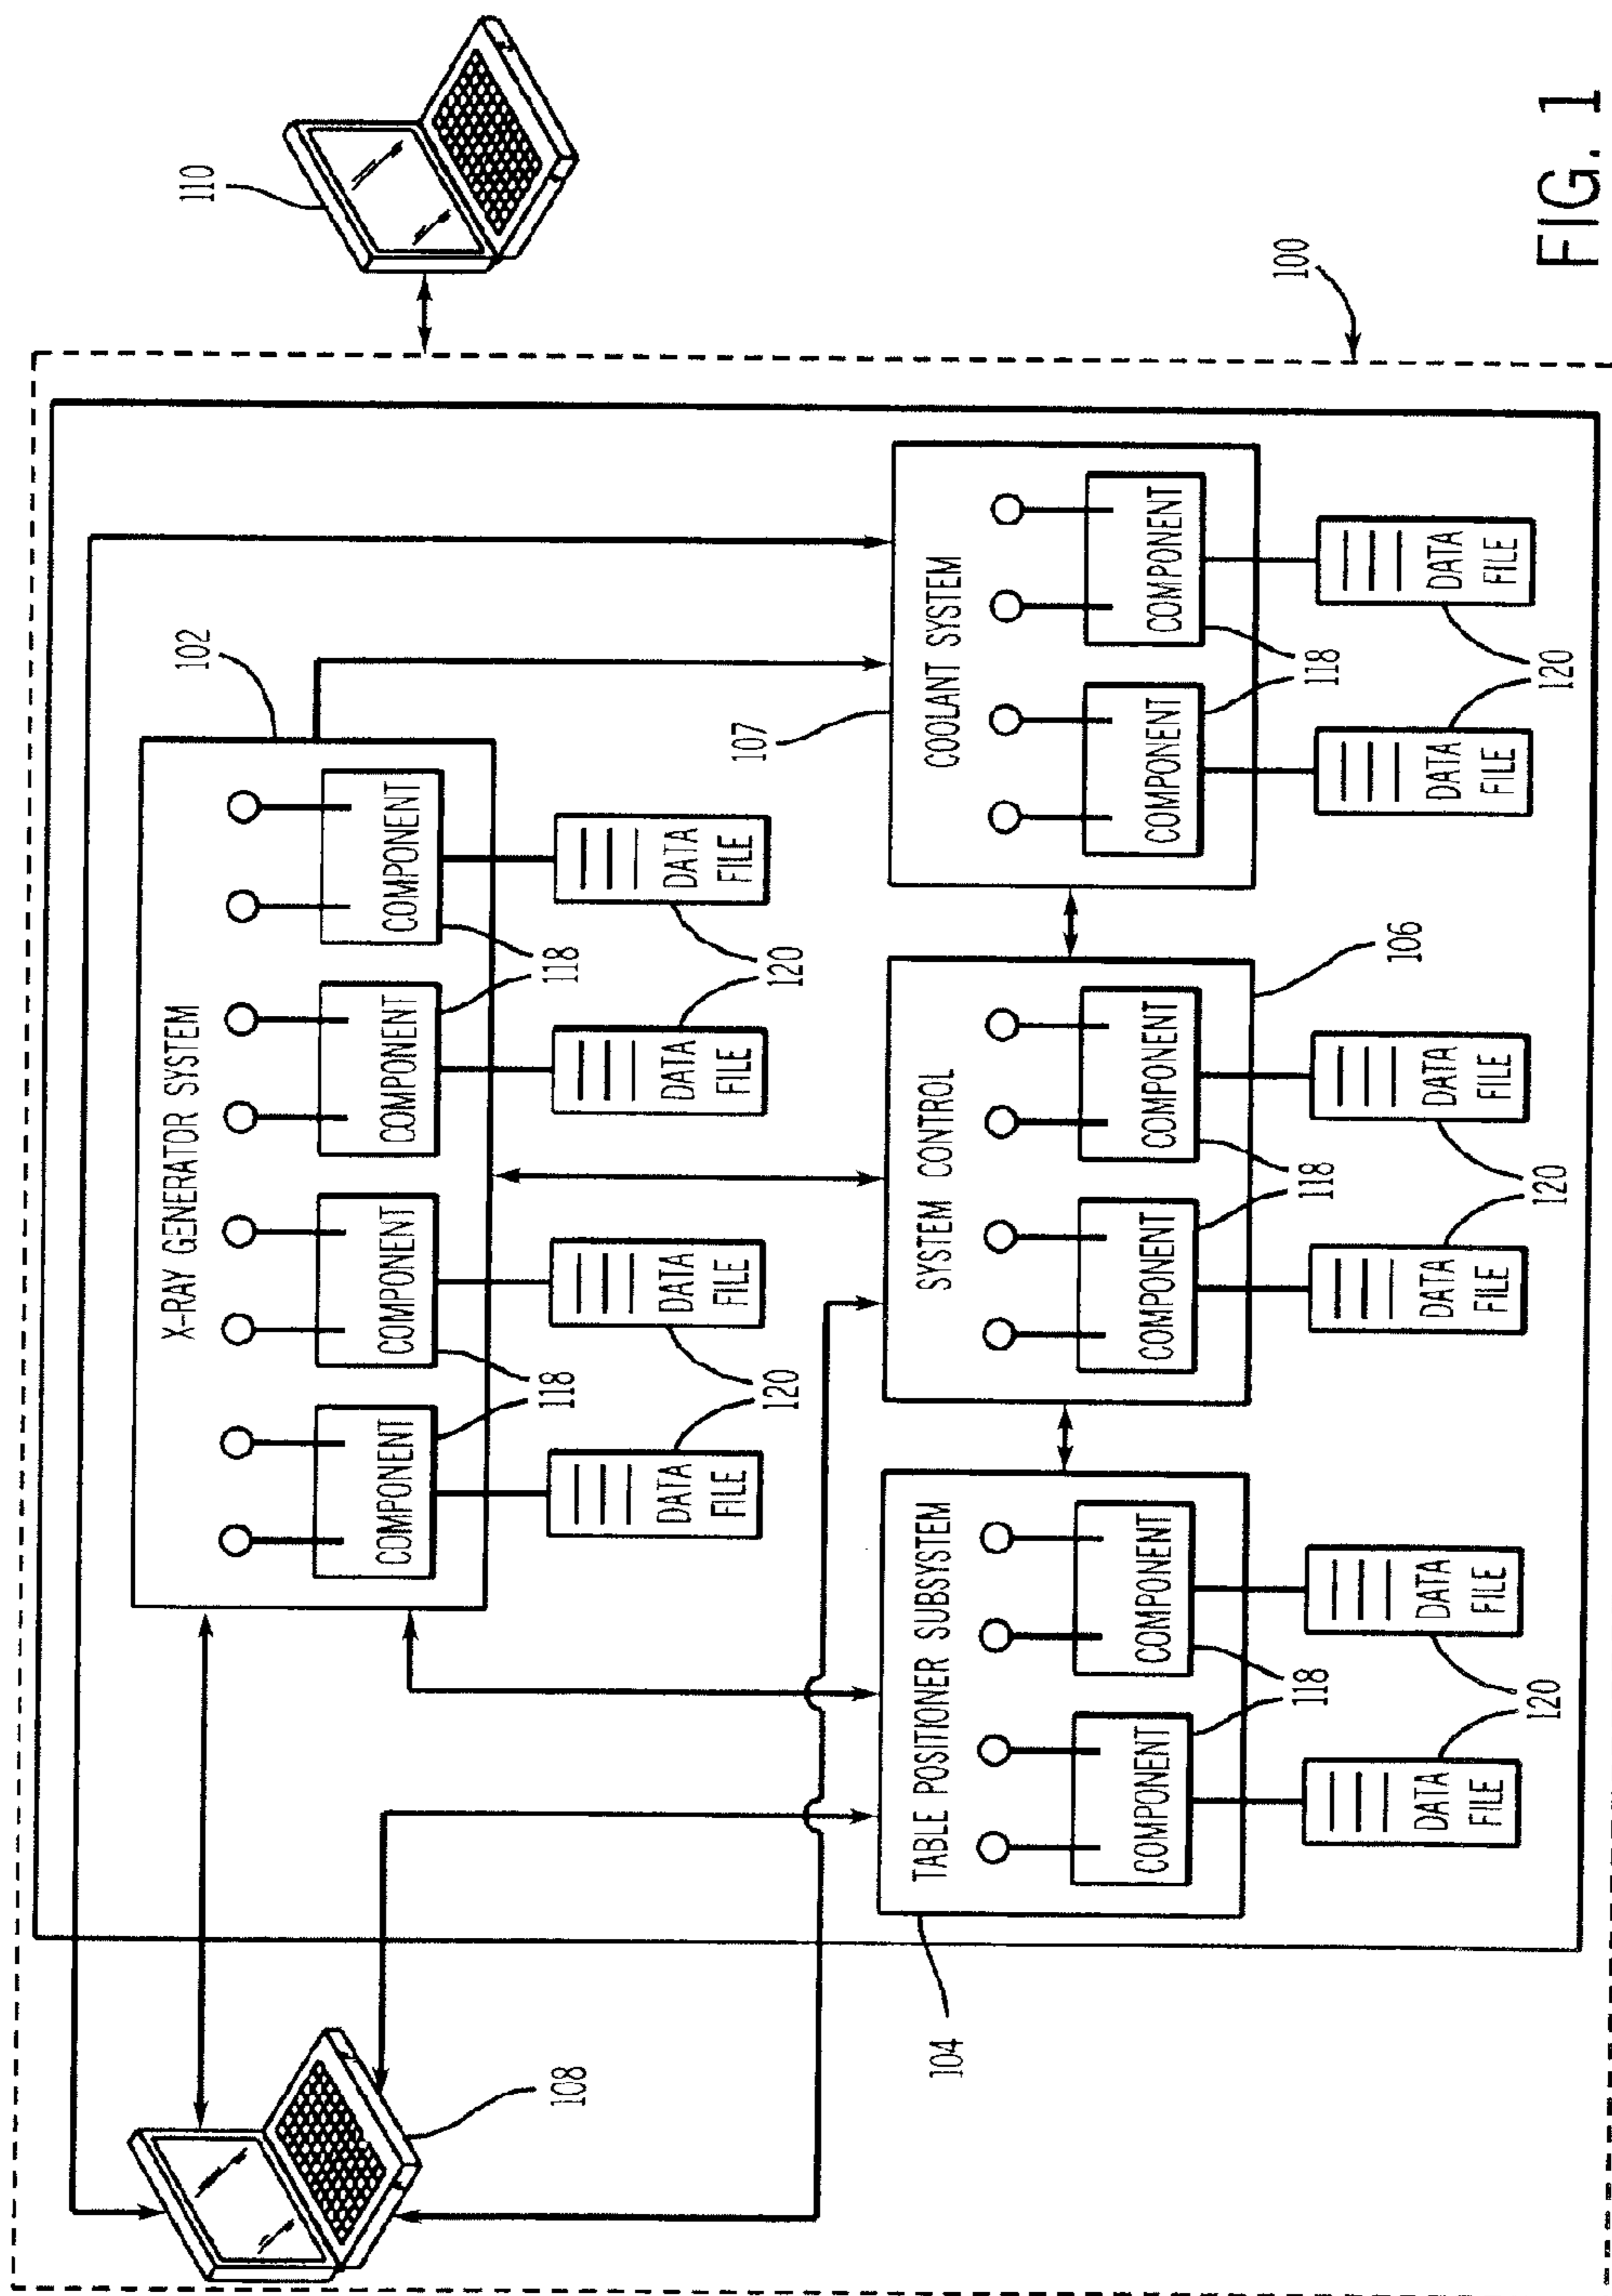 110
X-RAY GENERATOR SYSTEM
102
COMPONENT
COMPONENT
COMPONENT
COMPONENT
118
118
108
DATA
FILE
DATA
FILE
DATA
FILE
DATA
FILE
120
120
107
104
TABLE POSITIONER SUBSYSTEM
COMPONENT
COMPONENT
118
DATA
FILE
DATA
FILE
120
SYSTEM CONTROL
COMPONENT
COMPONENT
118
106
DATA
FILE
DATA
FILE
120
COOLANT SYSTEM
COMPONENT
COMPONENT
118
DATA
FILE
DATA
FILE
120
100
FIG. 1